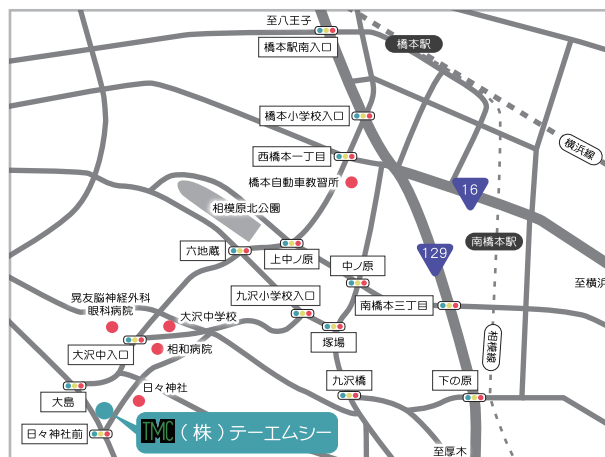 至八王子
橋本駅南入口
橋本駅
橋本小学校入口
横浜線
西橋本一丁目
橋本自動車教習所
16
相模原北公園
南橋本駅
六地蔵
上中ノ原
中ノ原
129
至横浜
九沢小学校入口
南橋本三丁目
晃友脳神経外科
眼科病院
大沢中学校
相模線
塚場
大沢中入口
相和病院
九沢橋
下の原
大島
日々神社
日々神社前
TMC (株)テーエムシー
至厚木